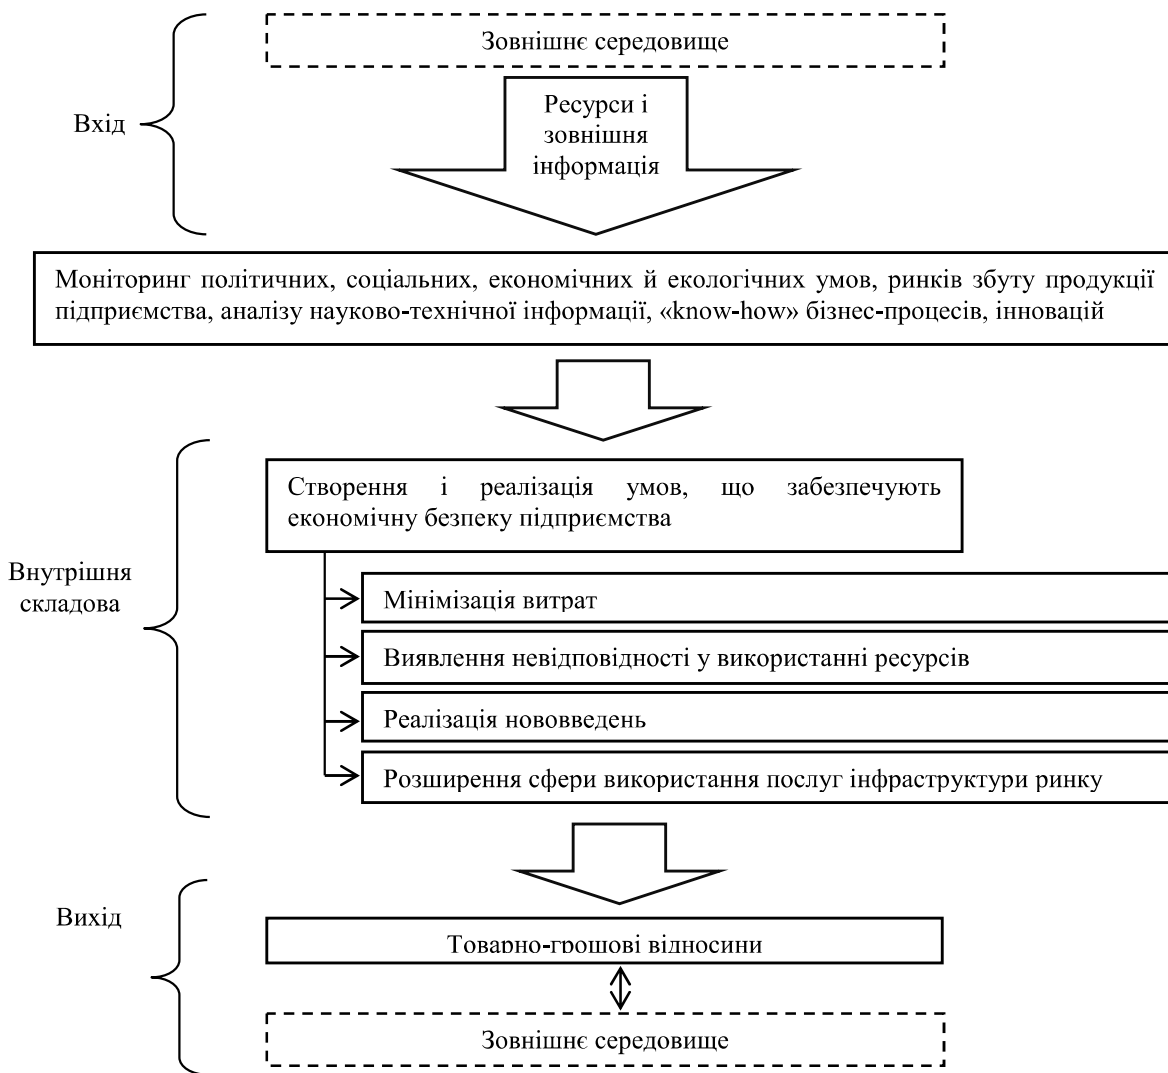 Зовнішнє середовище
Вхід
Ресурси і
зовнішня
інформація
Моніторинг політичних, соціальних, економічних й екологічних умов, ринків збуту продукції
підприємства, аналізу науково-технічної інформації, «know-how» бізнес-процесів, інновацій
Створення і реалізація умов, що забезпечують
економічну безпеку підприємства
Внутрішня
складова
Мінімізація витрат
Виявлення невідповідності у використанні ресурсів
Реалізація нововведень
Розширення сфери використання послуг інфраструктури ринку
Вихід
Товарно-грошові відносини
Зовнішнє середовище